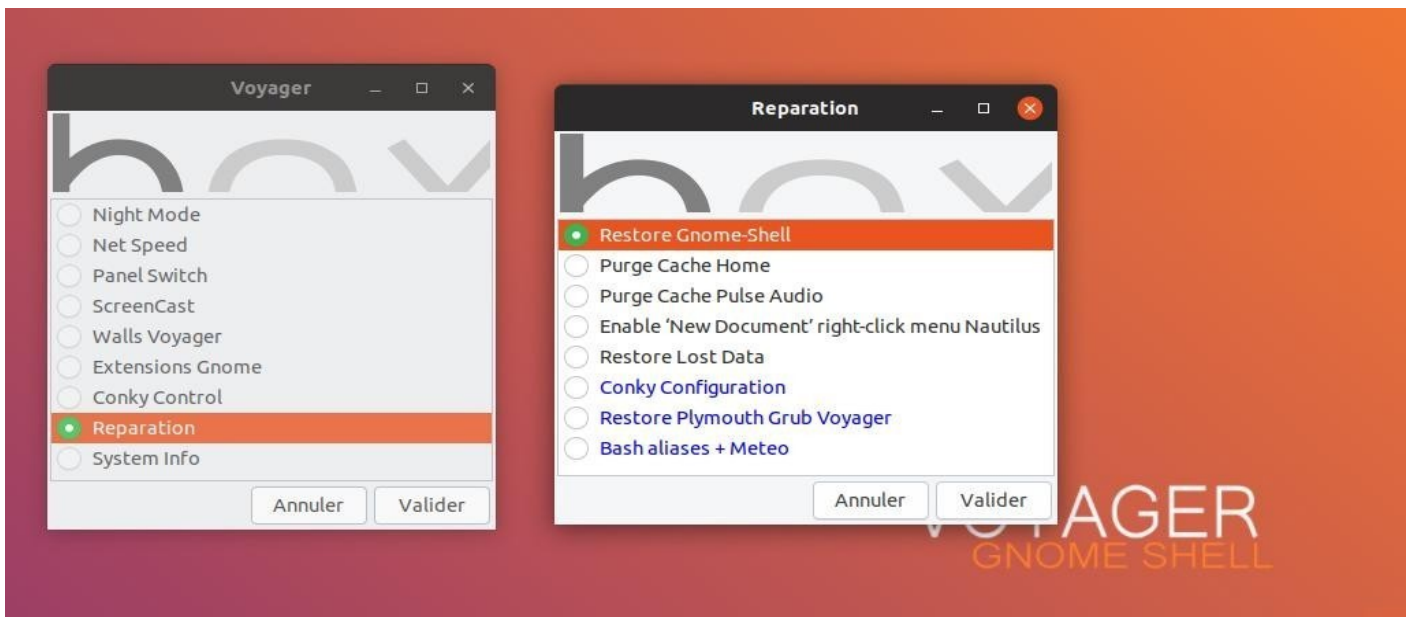 Voyager
box
Night Mode
Net Speed
Panel Switch
ScreenCast
Walls Voyager
Extensions Gnome
Conky Control
Reparation
System Info
Annuler Valider
Reparation
box
Restore Gnome-Shell
Purge Cache Home
Purge Cache Pulse Audio
Enable ‘New Document’ right-click menu Nautilus
Restore Lost Data
Conky Configuration
Restore Plymouth Grub Voyager
Bash aliases + Meteo
Annuler Valider
VOYAGER
GNOME SHELL